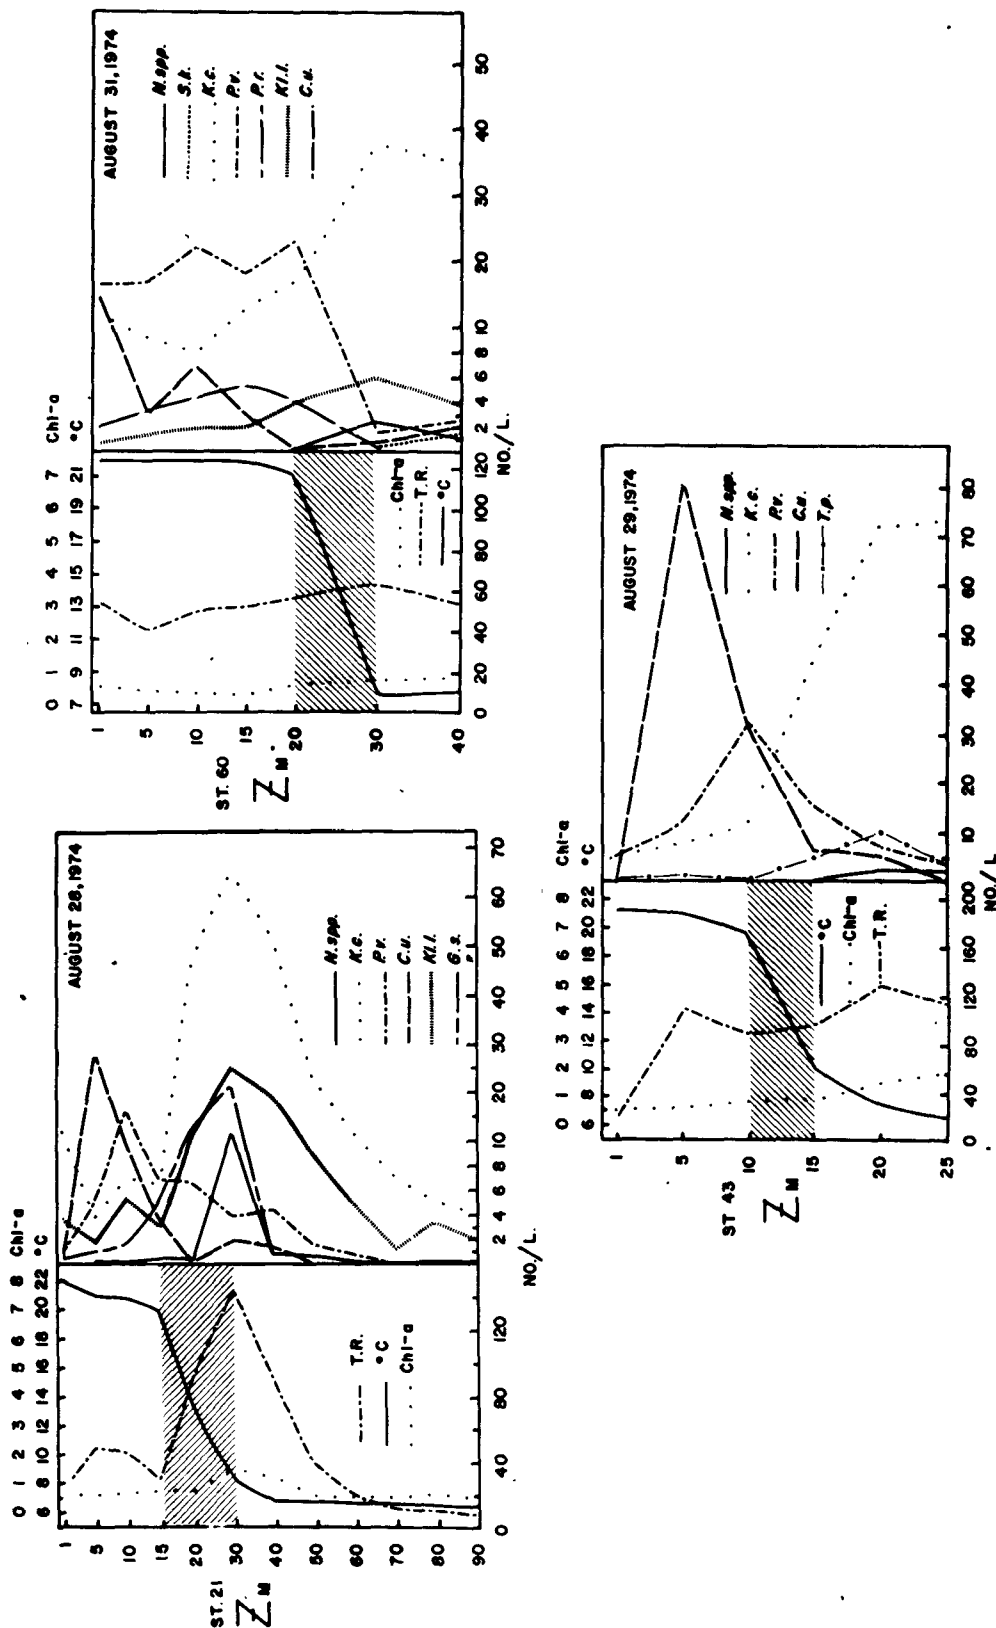 AUGUST 28, 1974
Chl-a 0 1 2 3 4 5 6 7 8
°C 6 8 10 12 14 16 18 20 22
ST. 21
Z M
1 5 10 15 20 30 40 50 60 70 80 90
T.R.
°C
Chl-a
N. spp.
K.c.
P.v.
C.u.
Kl.l.
G.s.
0 40 80 120
2 4 6 8 10 20 30 40 50 60 70
NO./L.
AUGUST 31, 1974
Chl-a 0 1 2 3 4 5 6 7
°C 7 9 11 13 15 17 19 21
ST. 60
Z M
1 5 10 15 20 30 40
Chl-a
T.R.
°C
N. spp.
S.k.
K.c.
P.v.
P.r.
Kl.l.
C.u.
0 20 40 60 80 100 120
2 4 6 8 10 20 30 50
NO./L.
AUGUST 29, 1974
Chl-a 0 1 2 3 4 5 6 7 8
°C 6 8 10 12 14 16 18 20 22
ST 43
Z M
1 5 10 15 20 25
°C
Chl-a
T.R.
N. spp.
K.c.
P.v.
C.u.
T.p.
0 40 80 120 160 200
10 20 30 40 50 60 70 80
NO./L